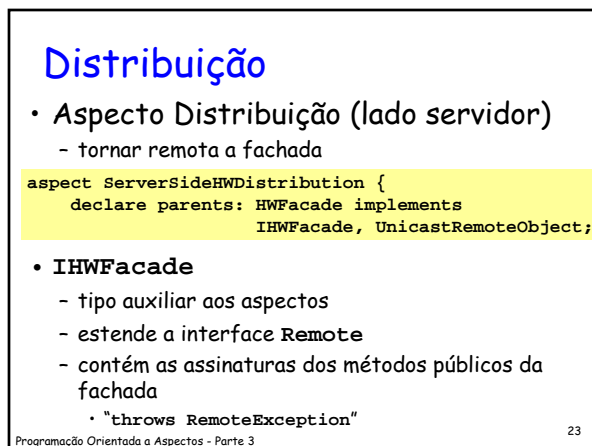 Distribuição
• Aspecto Distribuição (lado servidor)
– tornar remota a fachada
aspect ServerSideHWDistribution {
declare parents: HWFacade implements
IHWFacade, UnicastRemoteObject;
• IHWFacade
– tipo auxiliar aos aspectos
– estende a interface Remote
– contém as assinaturas dos métodos públicos da
fachada
• "throws RemoteException"
Programação Orientada a Aspectos - Parte 3
23